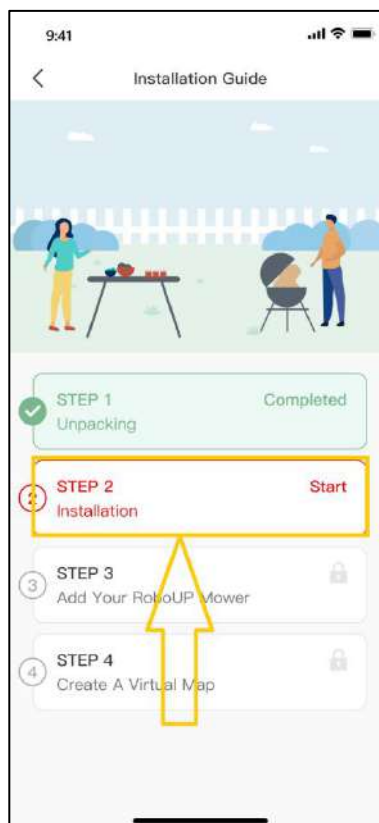 9:41
Installation Guide
STEP 1 Completed
Unpacking
2 STEP 2 Start
Installation
STEP 3
3
Add Your RoboUP Mower
STEP 4
4
Create A Virtual Map